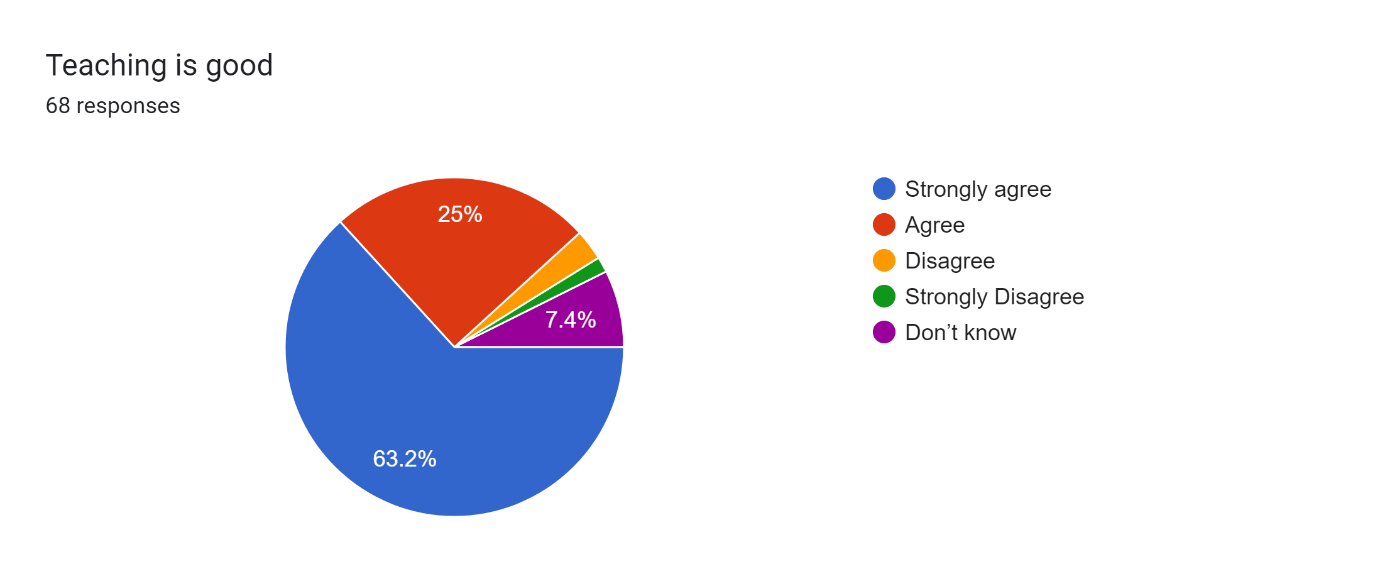 Teaching is good
68 responses
25%
7.4%
63.2%
Strongly agree
Agree
Disagree
Strongly Disagree
Don’t know